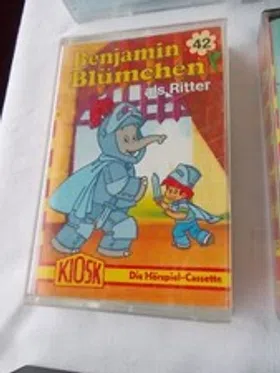 Benjamin
Blümchen
42
als Ritter
KIOSK
Die Hörspiel-Cassette